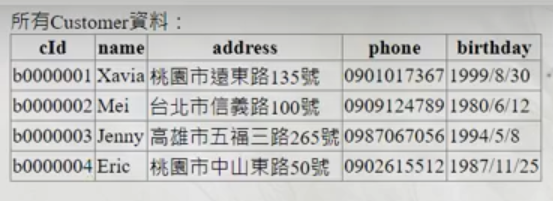 所有Customer資料：
cId name address phone birthday
b0000001 Xavia 桃園市遠東路135號 0901017367 1999/8/30
b0000002 Mei 台北市信義路100號 0909124789 1980/6/12
b0000003 Jenny 高雄市五福三路265號 0987067056 1994/5/8
b0000004 Eric 桃園市中山東路50號 0902615512 1987/11/25